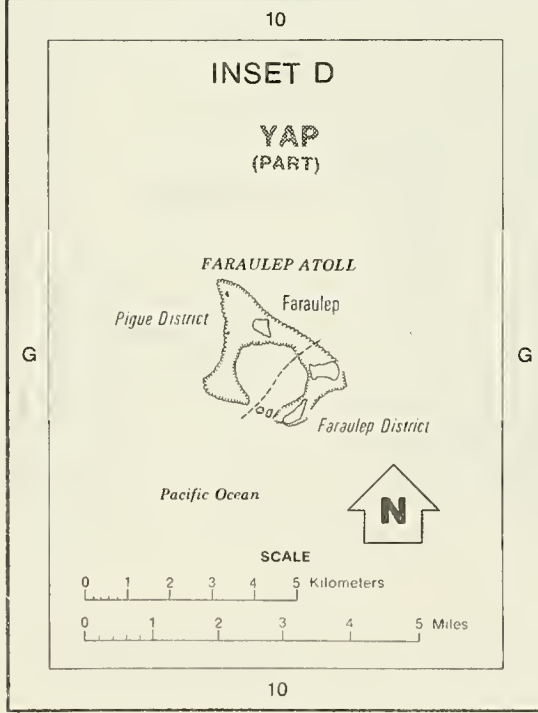 10
INSET D
YAP
(PART)
FARAULEP ATOLL
Faraulep
Pigue District
G
G
Faraulep District
Pacific Ocean
N
SCALE
0 1 2 3 4 5 Kilometers
0 1 2 3 4 5 Miles
10